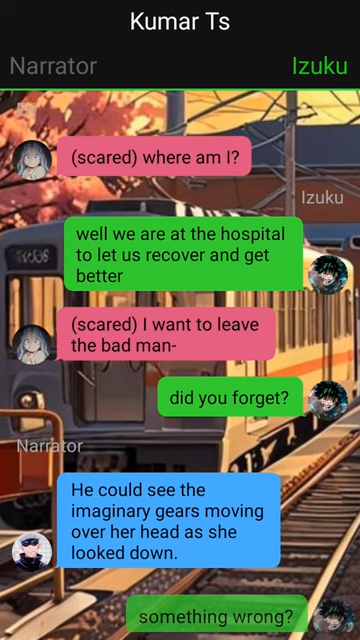 Kumar Ts
Narrator
Izuku
(scared) where am I?
Izuku
well we are at the hospital
to let us recover and get
better
(scared) I want to leave
the bad man-
did you forget?
Narrator
He could see the
imaginary gears moving
over her head as she
looked down.
something wrong?